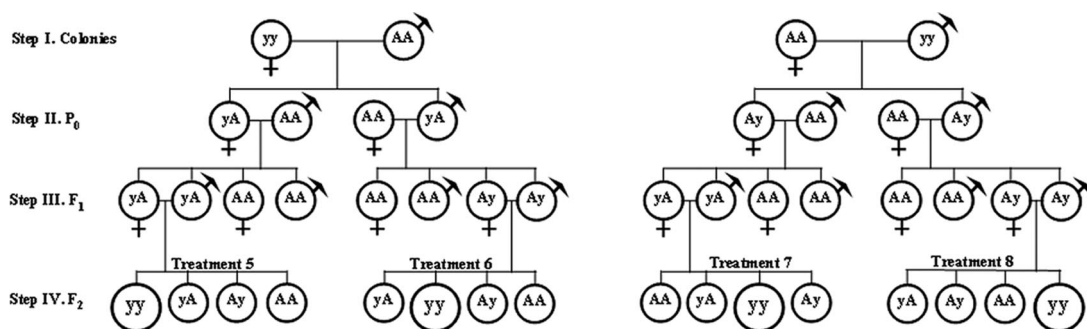 Step I. Colonies yy AA AA yy
Step II. P0 yA AA AA yA Ay AA AA Ay
Step III. F1 yA yA AA AA AA AA Ay Ay yA yA AA AA AA AA Ay Ay
Treatment 5 Treatment 6 Treatment 7 Treatment 8
Step IV. F2 yy yA Ay AA yA yy Ay AA AA yA yy Ay yA Ay AA yy